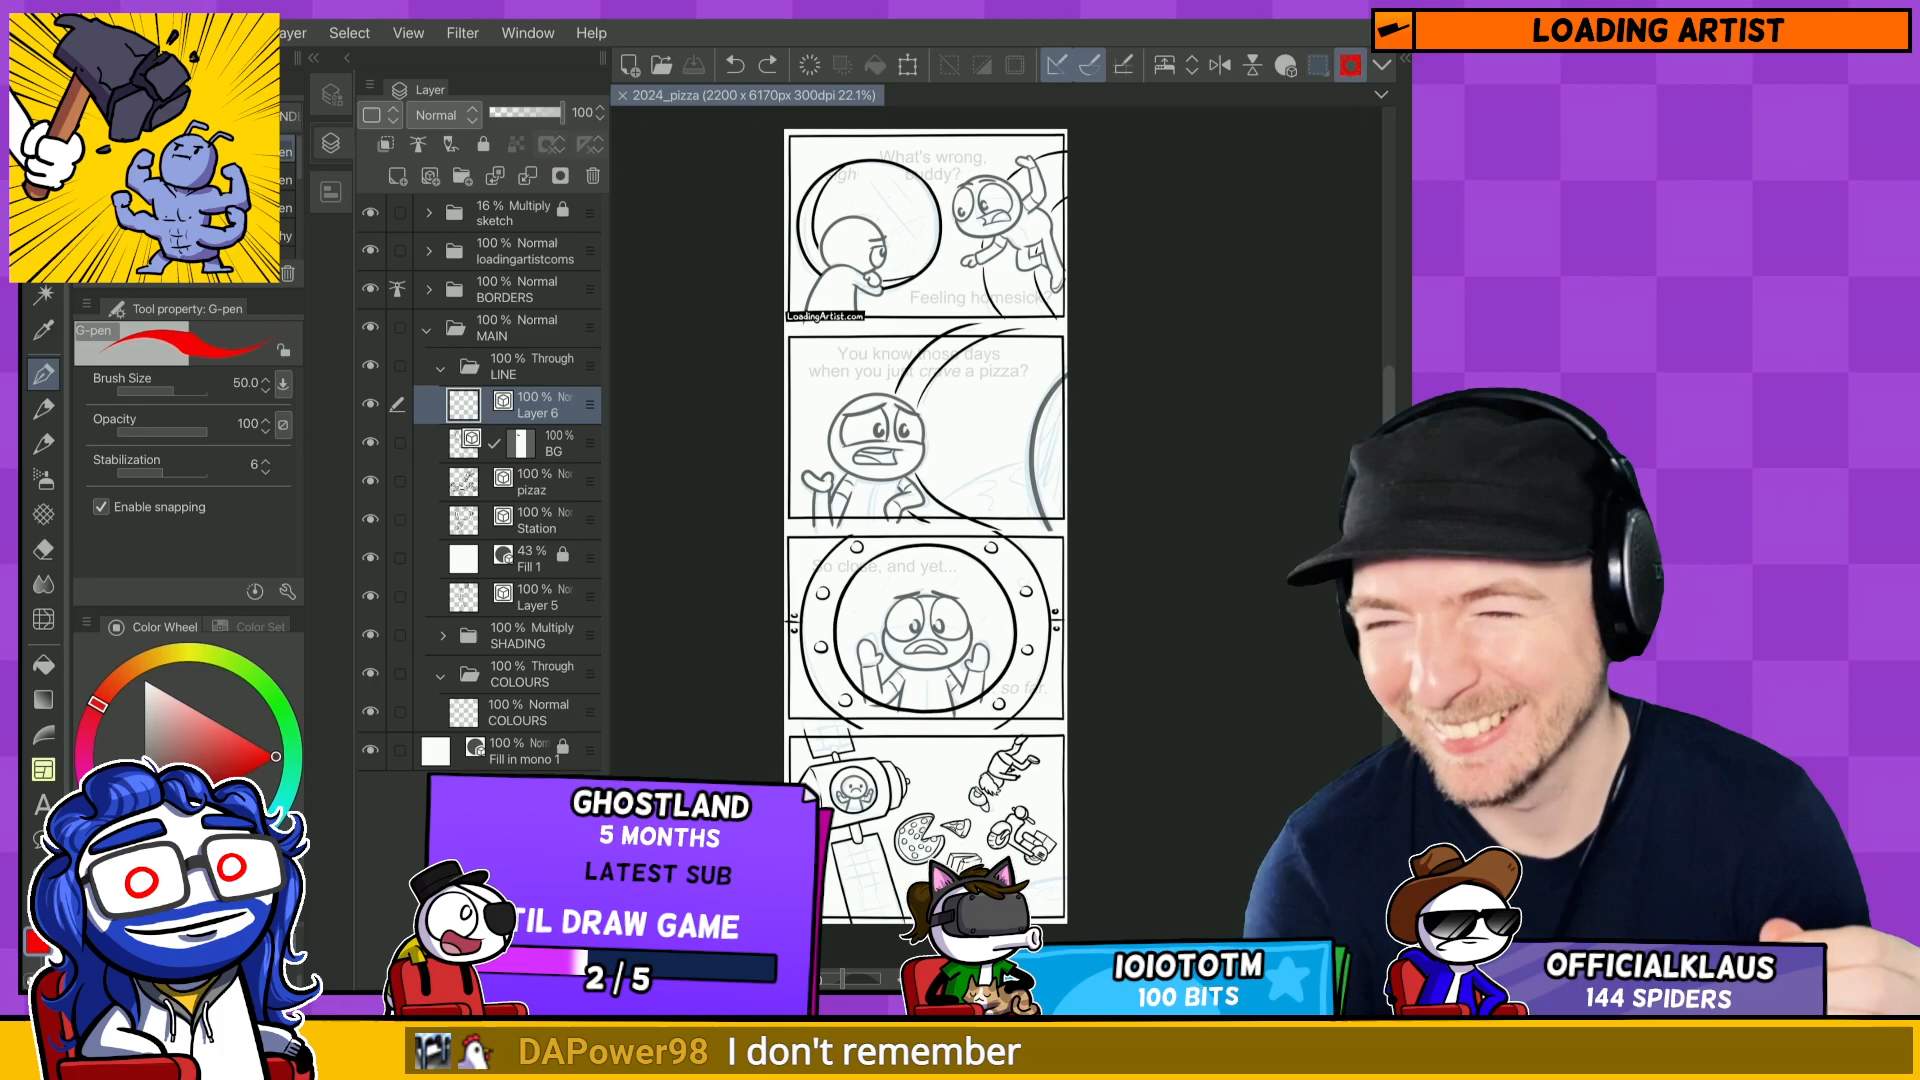 LOADING ARTIST
ayer Select View Filter Window Help
Layer
2024_pizza (2200 x 6170px 300dpi 22.1%)
Normal
100
16 % Multiply
sketch
100 % Normal
loadingartistcoms
100 % Normal
BORDERS
100 % Normal
MAIN
100 % Through
LINE
100 % Nor
Layer 6
100 %
BG
100 % Nor
pizaz
100 % Nor
Station
43 %
Fill 1
100 % Nor
Layer 5
100 % Multiply
SHADING
100 % Through
COLOURS
100 % Normal
COLOURS
100 % Norm
Fill in mono 1
Tool property: G-pen
G-pen
Brush Size
50.0
Opacity
100
Stabilization
6
Enable snapping
Color Wheel
Color Set
What's wrong,
buddy?
Feeling homesick?
LoadingArtist.com
You know those days
when you just crave a pizza?
So close, and yet...
so far.
GHOSTLAND
5 MONTHS
LATEST SUB
TIL DRAW GAME
2 / 5
IOIOTOTM
100 BITS
OFFICIALKLAUS
144 SPIDERS
DAPower98 I don't remember